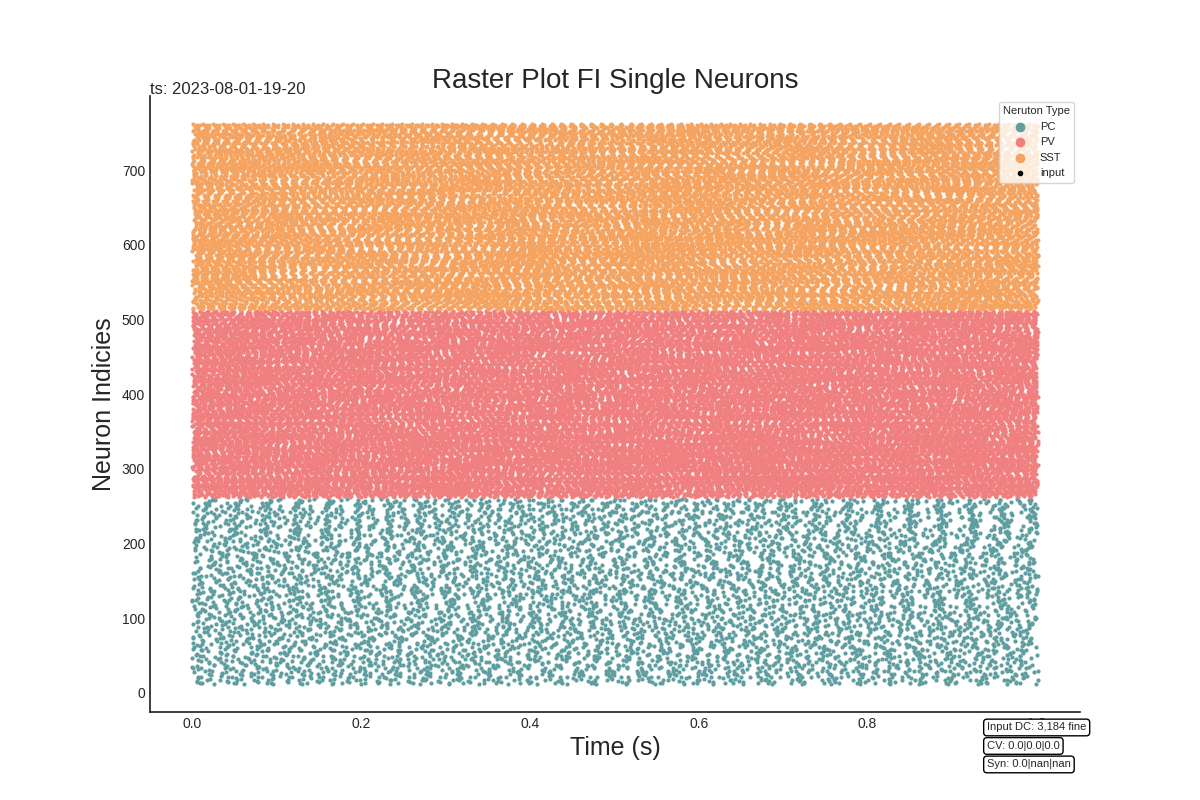 Raster Plot FI Single Neurons
ts: 2023-08-01-19-20
Neruton Type
PC
PV
SST
input
Neuron Indicies
700
600
500
400
300
200
100
0
0.0 0.2 0.4 0.6 0.8
Time (s)
Input DC: 3,184 fine
CV: 0.0|0.0|0.0
Syn: 0.0|nan|nan